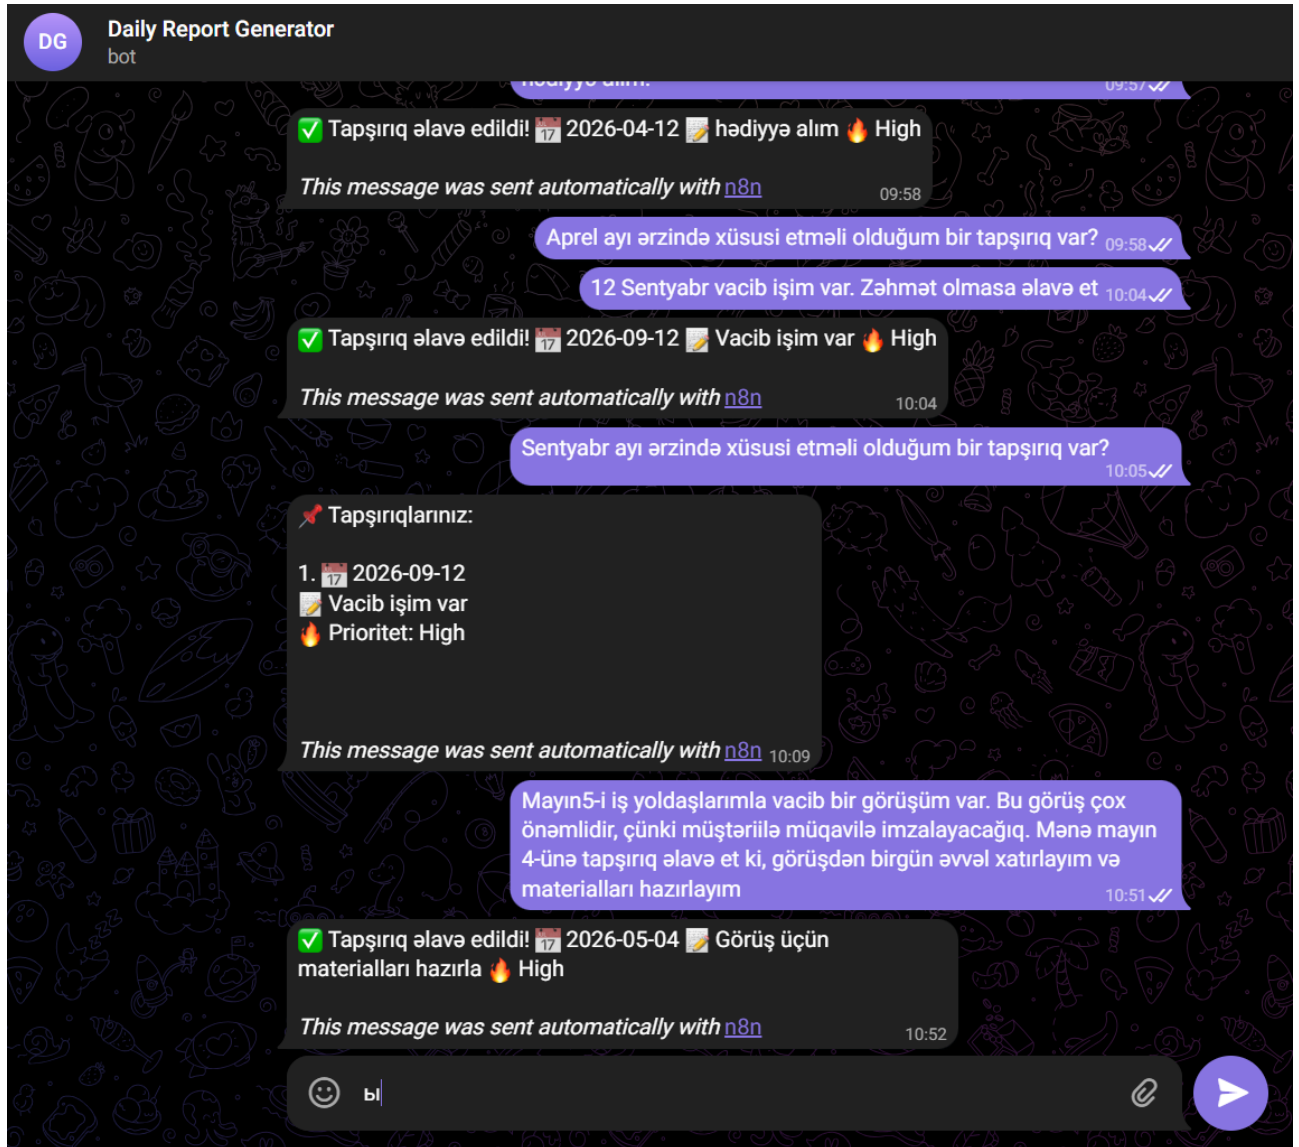 DG
Daily Report Generator
bot
hədiyyə alım.
09:57
✅ Tapşırıq əlavə edildi! 📅 2026-04-12 📝 hədiyyə alım 🔥 High
This message was sent automatically with n8n
09:58
Aprel ayı ərzində xüsusi etməli olduğum bir tapşırıq var? 09:58
12 Sentyabr vacib işim var. Zəhmət olmasa əlavə et 10:04
✅ Tapşırıq əlavə edildi! 📅 2026-09-12 📝 Vacib işim var 🔥 High
This message was sent automatically with n8n
10:04
Sentyabr ayı ərzində xüsusi etməli olduğum bir tapşırıq var?
10:05
📌 Tapşırıqlarınız:
1. 📅 2026-09-12
📝 Vacib işim var
🔥 Prioritet: High
This message was sent automatically with n8n 10:09
Mayın5-i iş yoldaşlarımla vacib bir görüşüm var. Bu görüş çox
önəmlidir, çünki müştəriilə müqavilə imzalayacağıq. Mənə mayın
4-ünə tapşırıq əlavə et ki, görüşdən birgün əvvəl xatırlayım və
materialları hazırlayım
10:51
✅ Tapşırıq əlavə edildi! 📅 2026-05-04 📝 Görüş üçün
materialları hazırla 🔥 High
This message was sent automatically with n8n
10:52
ы